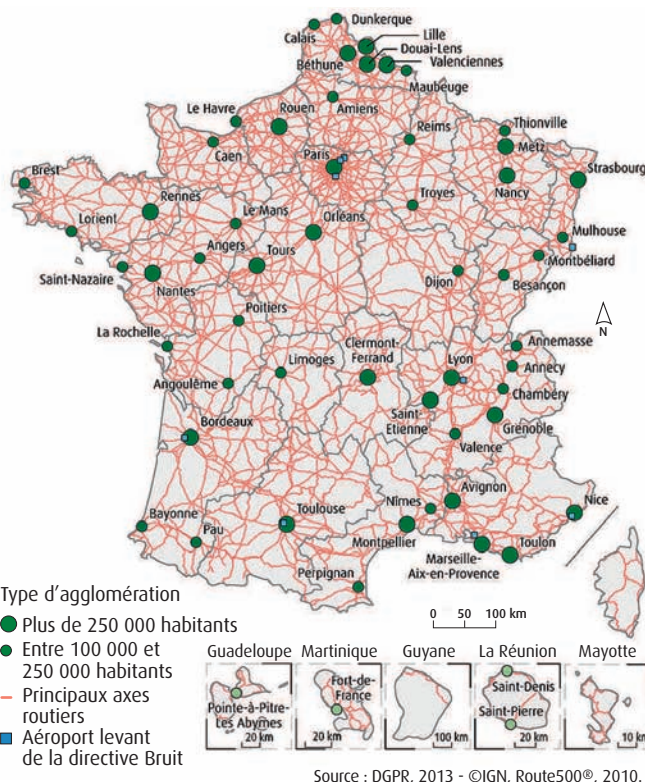 Dunkerque
Calais
Lille
Douai-Lens
Béthune
Valenciennes
Maubeuge
Le Havre
Rouen
Amiens
Caen
Reims
Thionville
Paris
Metz
Strasbourg
Brest
Rennes
Nancy
Troyes
Lorient
Le Mans
Orléans
Mulhouse
Angers
Tours
Montbéliard
Saint-Nazaire
Nantes
Dijon
Besançon
Poitiers
N
La Rochelle
Limoges
Clermont-
Ferrand
Lyon
Annemasse
Annecy
Angoulême
Chambéry
Saint-
Etienne
Grenoble
Bordeaux
Valence
Avignon
Bayonne
Pau
Toulouse
Nîmes
Nice
Montpellier
Marseille-
Aix-en-Provence
Toulon
Perpignan
0 50 100 km
Type d'agglomération
Plus de 250 000 habitants
Entre 100 000 et
250 000 habitants
Principaux axes
routiers
Aéroport levant
de la directive Bruit
Guadeloupe
Pointe-à-Pitre-
Les Abymes
20 km
Martinique
Fort-de-
France
20 km
Guyane
100 km
La Réunion
Saint-Denis
Saint-Pierre
20 km
Mayotte
10 km
Source : DGPR, 2013 - ©IGN, Route500®, 2010.